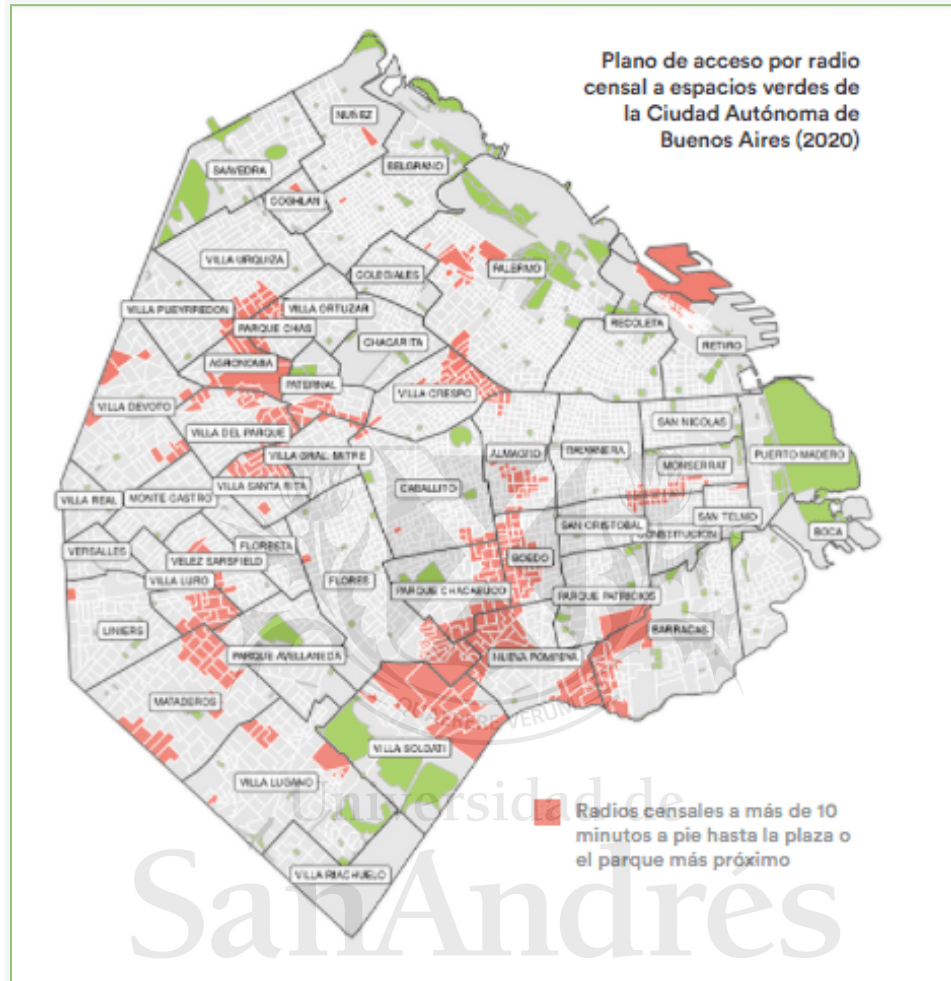 Plano de acceso por radio
censal a espacios verdes de
la Ciudad Autónoma de
Buenos Aires (2020)
NUÑEZ
SAAVEDRA
BELGRANO
COGHLAN
VILLA URQUIZA
COLEGIALES
PALERMO
VILLA PUEYRREDON
VILLA ORTUZAR
PARQUE CHAS
CHACARITA
RECOLETA
RETIRO
AGRONOMIA
PATERNAL
VILLA CRESPO
VILLA DEVOTO
VILLA DEL PARQUE
SAN NICOLAS
VILLA GRAL. MITRE
ALMAGRO
BALVANERA
PUERTO MADERO
MONSERRAT
VILLA SANTA RITA
CABALLITO
VILLA REAL
MONTE CASTRO
SAN TELMO
SAN CRISTOBAL
CONSTITUCION
BOCA
VERSALLES
FLORESTA
VELEZ SARSFIELD
BOEDO
VILLA LURO
FLORES
PARQUE CHACABUCO
PARQUE PATRICIOS
LINIERS
BARRACAS
PARQUE AVELLANEDA
NUEVA POMPEYA
MATADEROS
QUAERERE VERUM
VILLA SOLDATI
VILLA LUGANO
Universidad de
SanAndrés
Radios censales a más de 10
minutos a pie hasta la plaza o
el parque más próximo
VILLA RIACHUELO